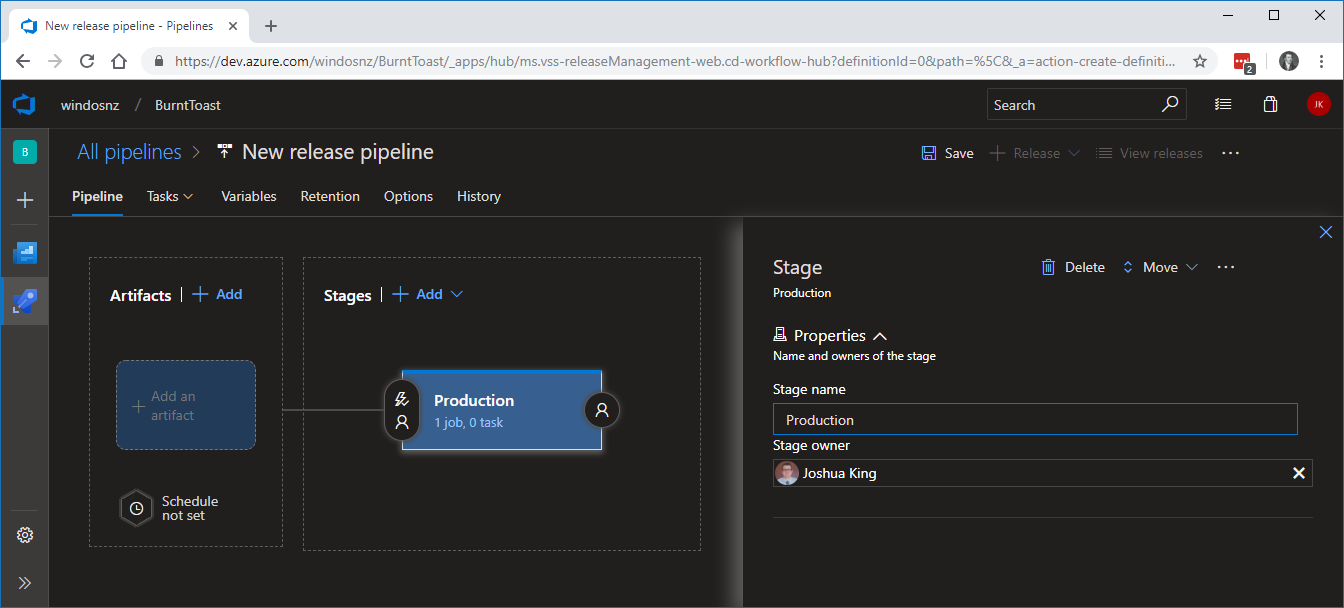 New release pipeline - Pipelines
https://dev.azure.com/windosnz/BurntToast/_apps/hub/ms.vss-releaseManagement-web.cd-workflow-hub?definitionId=0&path=%5C&_a=action-create-definiti...
2
windosnz / BurntToast
Search
JK
B
All pipelines > New release pipeline
Save
Release
View releases
Pipeline
Tasks
Variables
Retention
Options
History
Artifacts | + Add
Stages | + Add
Add an
artifact
Schedule
not set
Production
1 job, 0 task
Stage
Delete
Move
Production
Properties
Name and owners of the stage
Stage name
Production
Stage owner
Joshua King